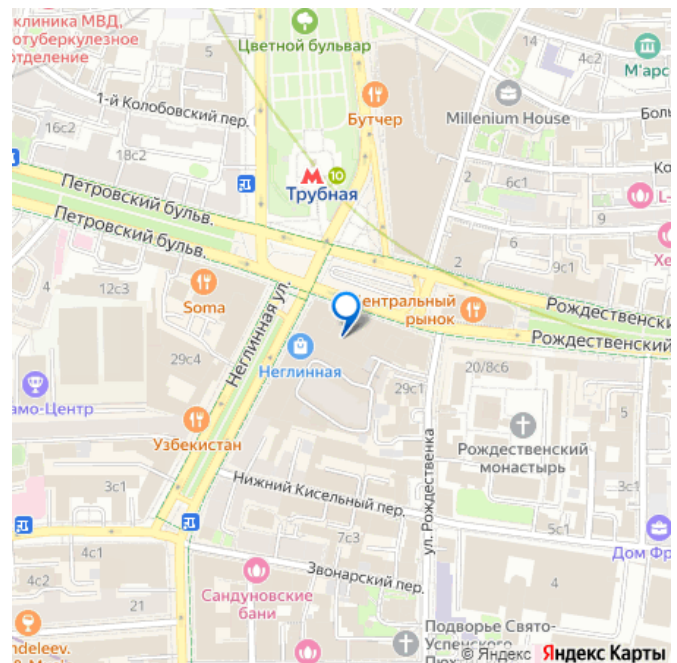 клиника МВД,
отуберкулезное
отделение
Цветной бульвар
14
4с2
М'арс
Бутчер
Millenium House
1-й Колобовский пер.
16с2
18с2
10
Трубная
2
6с1
9
L-
Петровский бульв.
Петровский бульв.
6
2
9с1
4
12с3
Soma
Неглинная ул.
ентральный
рынок
Рождественски
Рождественский
Неглинная
29с4
29с1
20/8с6
5
амо-Центр
Узбекистан
Рождественский
монастырь
ул. Рождественка
3с1
Нижний Кисельный пер.
3с1
5с1
7с3
Дом Фр
4с1
Звонарский пер.
4с2
Сандуновские
бани
4
21
Подворье Свято-
Успенского
ndeleev.
© Яндекс Яндекс Карты